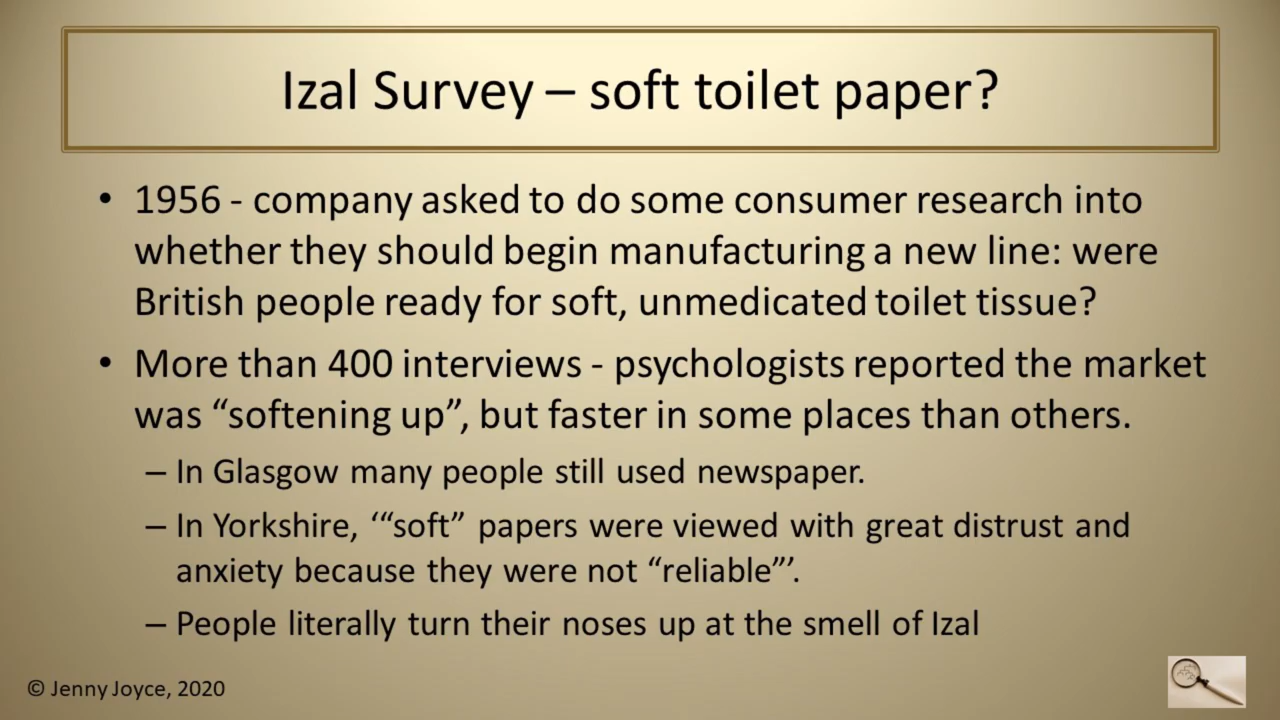 Izal Survey – soft toilet paper?
• 1956 - company asked to do some consumer research into
whether they should begin manufacturing a new line: were
British people ready for soft, unmedicated toilet tissue?
• More than 400 interviews - psychologists reported the market
was “softening up”, but faster in some places than others.
– In Glasgow many people still used newspaper.
– In Yorkshire, ‘“soft” papers were viewed with great distrust and
anxiety because they were not “reliable”’.
– People literally turn their noses up at the smell of Izal
© Jenny Joyce, 2020